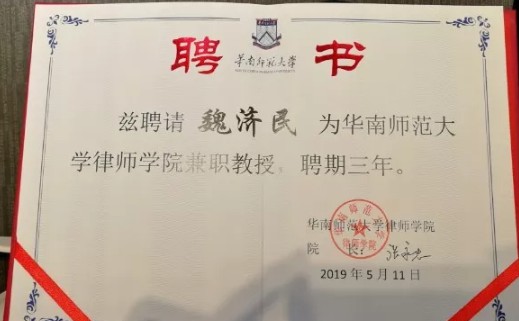 聘 书
华南师范大学
兹聘请 魏济民 为华南师范大
学律师学院兼职教授，聘期三年。
华南师范大学律师学院
院 长：
2019 年 5 月 11 日